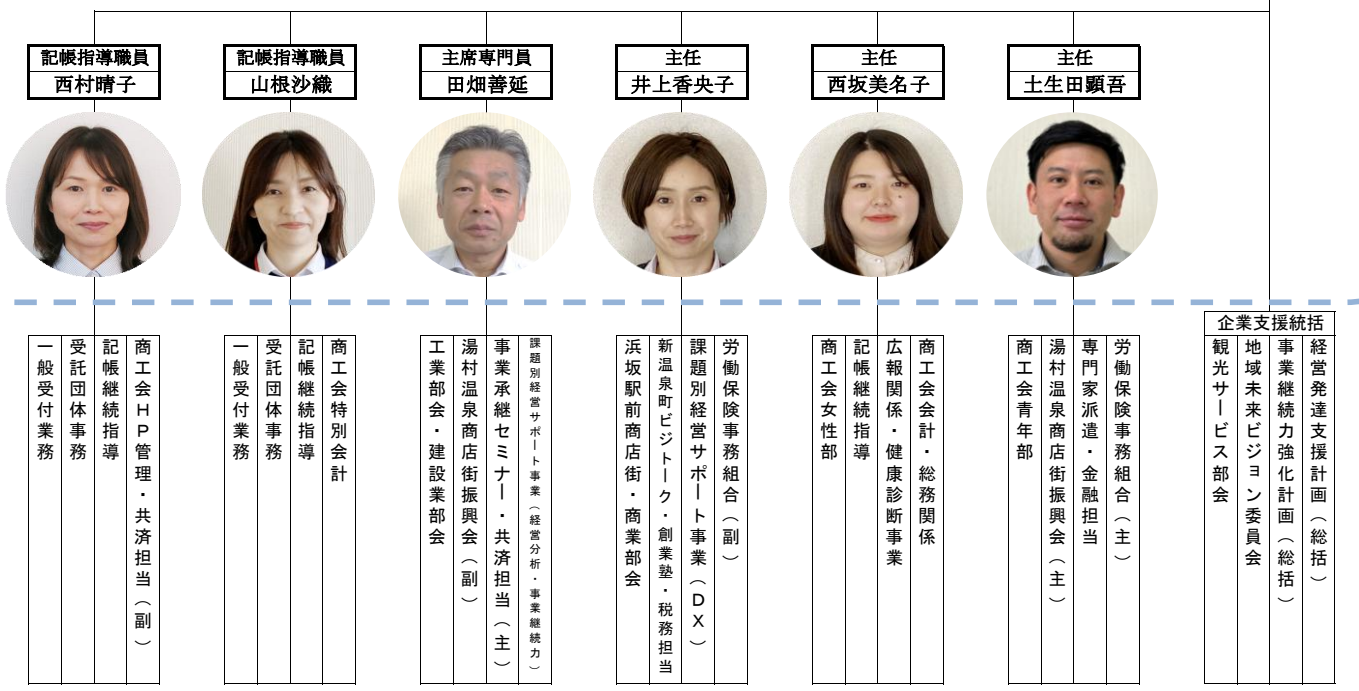 記帳指導職員
西村晴子
記帳指導職員
山根沙織
主席専門員
田畑善延
主任
井上香央子
主任
西坂美名子
主任
土生田顕吾
商工会HP管理・共済担当（副）
記帳継続指導
受託団体事務
一般受付業務
商工会特別会計
記帳継続指導
受託団体事務
一般受付業務
課題別経営サポート事業（経営分析・事業継続力）
事業承継セミナー・共済担当（主）
湯村温泉商店街振興会（副）
工業部会・建設業部会
労働保険事務組合（副）
課題別経営サポート事業（DX）
新温泉町ビジトーク・創業塾・税務担当
浜坂駅前商店街・商業部会
商工会会計・総務関係
広報関係・健康診断事業
記帳継続指導
商工会女性部
労働保険事務組合（主）
専門家派遣・金融担当
湯村温泉商店街振興会（主）
商工会青年部
企業支援統括
経営発達支援計画（総括）
事業継続力強化計画（総括）
地域未来ビジョン委員会
観光サービス部会